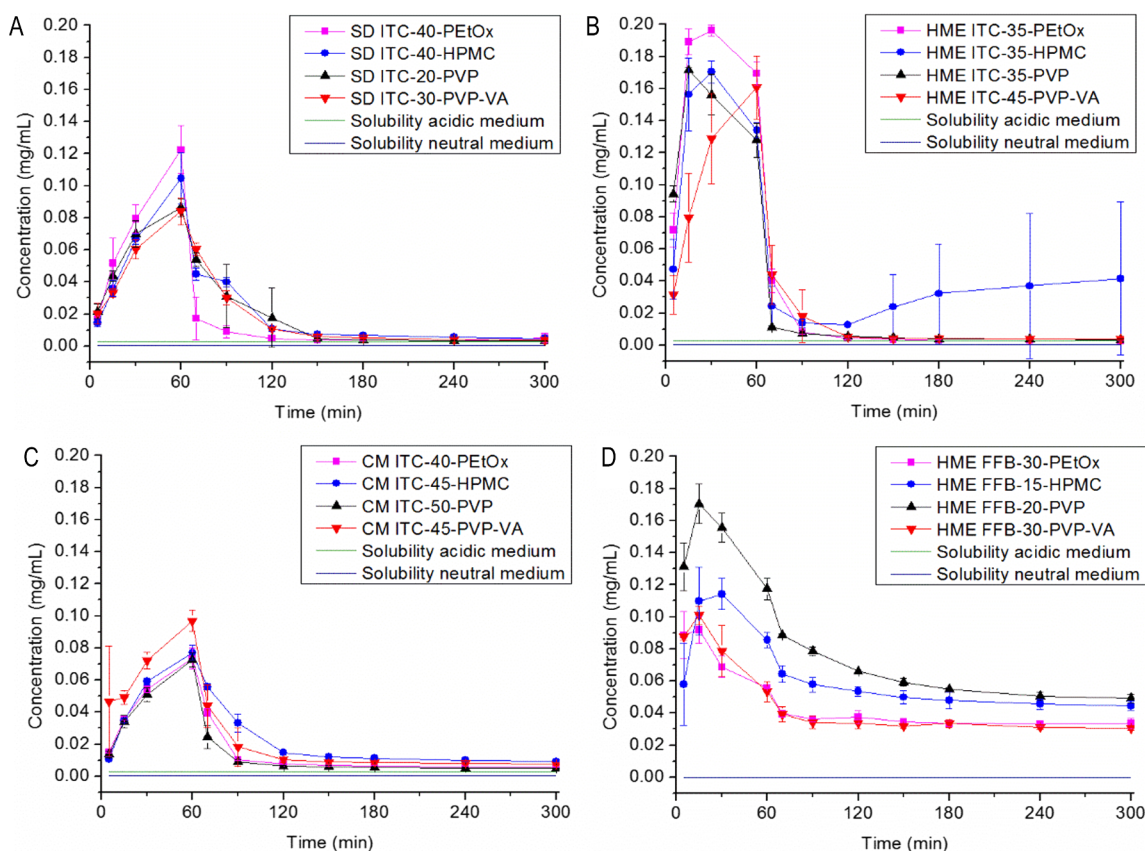 A
SD ITC-40-PEtOx
SD ITC-40-HPMC
SD ITC-20-PVP
SD ITC-30-PVP-VA
Solubility acidic medium
Solubility neutral medium
Concentration (mg/mL)
0.20
0.18
0.16
0.14
0.12
0.10
0.08
0.06
0.04
0.02
0.00
0 60 120 180 240 300
Time (min)
B
HME ITC-35-PEtOx
HME ITC-35-HPMC
HME ITC-35-PVP
HME ITC-45-PVP-VA
Solubility acidic medium
Solubility neutral medium
Concentration (mg/mL)
0.20
0.18
0.16
0.14
0.12
0.10
0.08
0.06
0.04
0.02
0.00
0 60 120 180 240 300
Time (min)
C
CM ITC-40-PEtOx
CM ITC-45-HPMC
CM ITC-50-PVP
CM ITC-45-PVP-VA
Solubility acidic medium
Solubility neutral medium
Concentration (mg/mL)
0.20
0.18
0.16
0.14
0.12
0.10
0.08
0.06
0.04
0.02
0.00
0 60 120 180 240 300
Time (min)
D
HME FFB-30-PEtOx
HME FFB-15-HPMC
HME FFB-20-PVP
HME FFB-30-PVP-VA
Solubility acidic medium
Solubility neutral medium
Concentration (mg/mL)
0.20
0.18
0.16
0.14
0.12
0.10
0.08
0.06
0.04
0.02
0.00
0 60 120 180 240 300
Time (min)